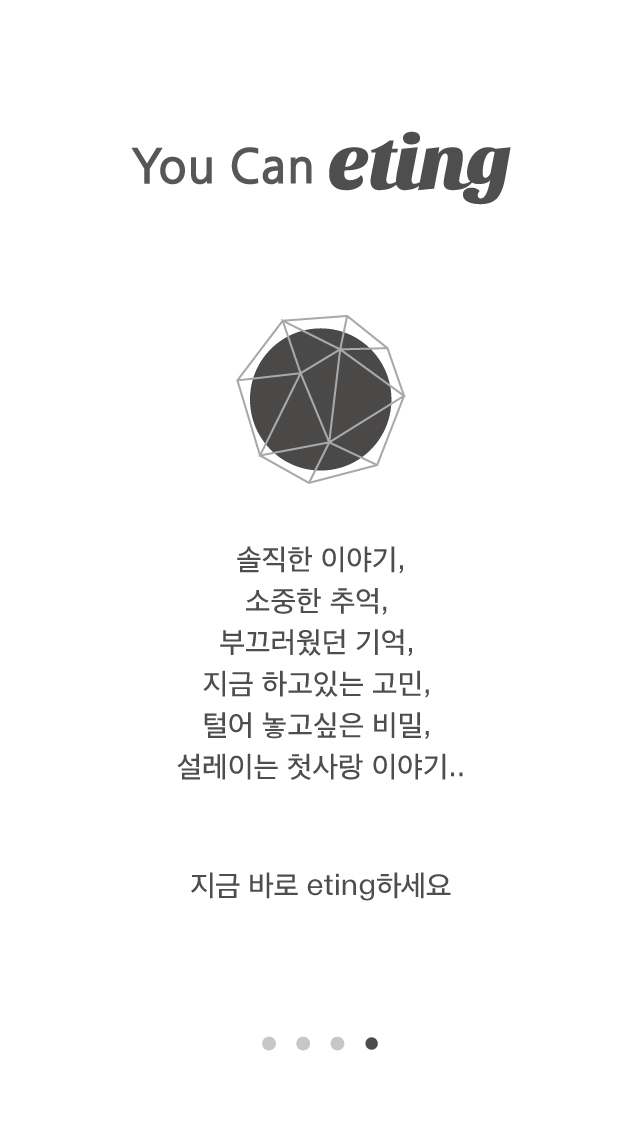 You Can eting
솔직한 이야기,
소중한 추억,
부끄러웠던 기억,
지금 하고있는 고민,
털어 놓고싶은 비밀,
설레이는 첫사랑 이야기..
지금 바로 eting하세요